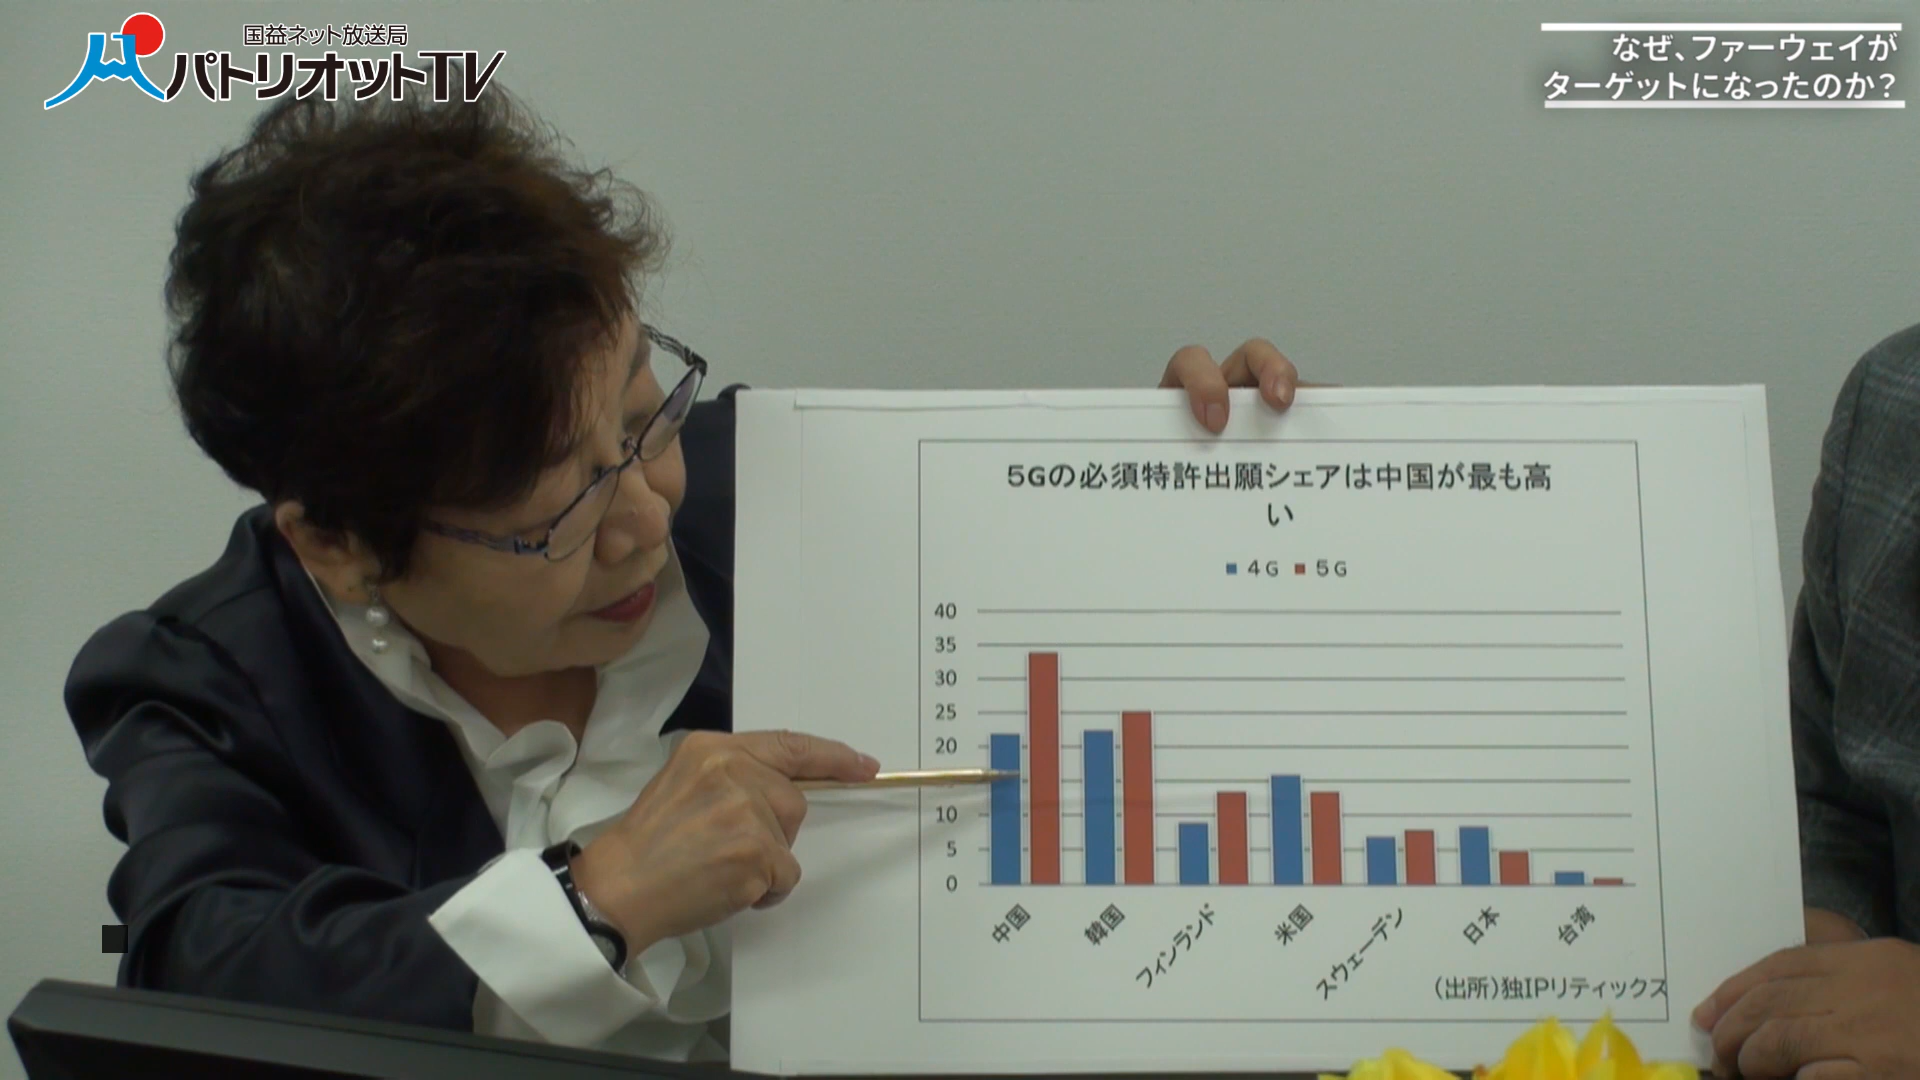 国益ネット放送局
パトリオットTV
なぜ、ファーウェイが
ターゲットになったのか?
5Gの必須特許出願シェアは中国が最も高
い
4G 5G
40
35
30
25
20
10
5
0
中国 韓国 フィンランド 米国 スウェーデン 日本 台湾
(出所)独IPリティックス